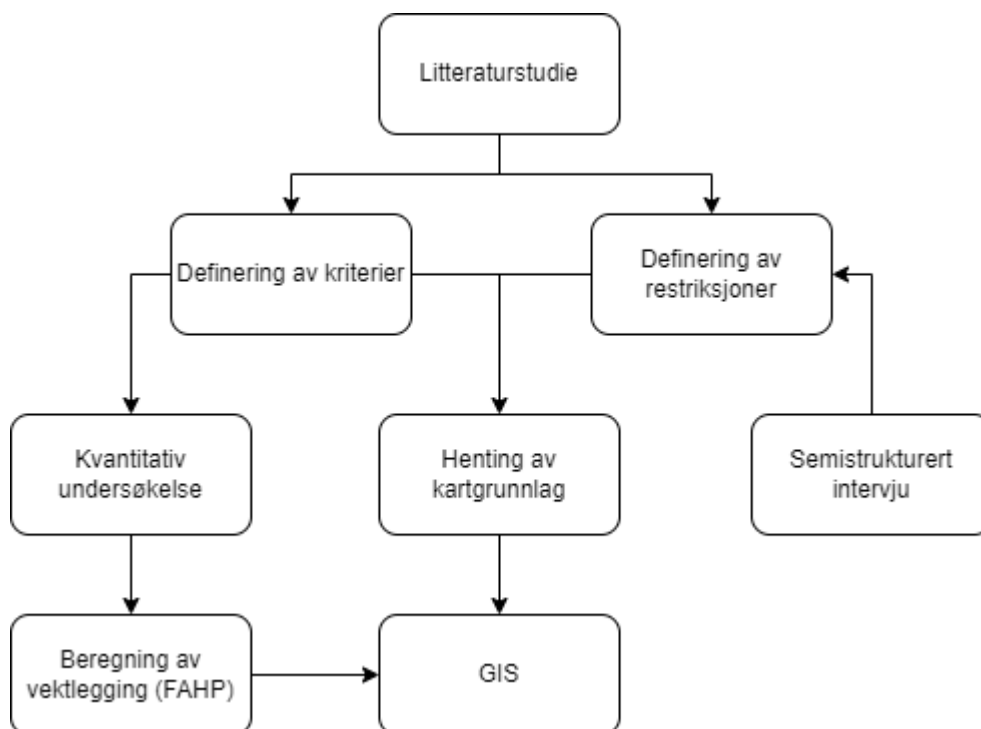 Litteraturstudie
Definering av kriterier
Definering av
restriksjoner
Kvantitativ
undersøkelse
Henting av
kartgrunnlag
Semistrukturert
intervju
Beregning av
vektlegging (FAHP)
GIS